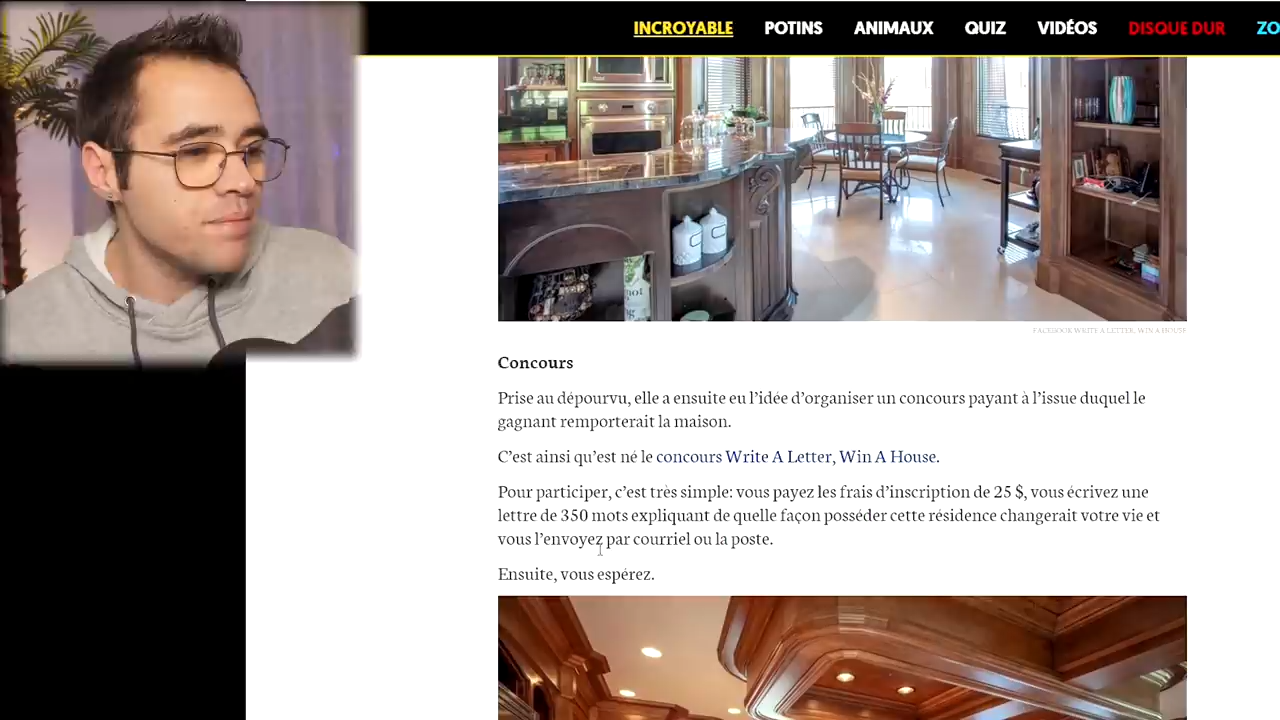 INCROYABLE POTINS ANIMAUX QUIZ VIDÉOS DISQUE DUR ZO
FACEBOOK WRITE A LETTER, WIN A HOUSE
Concours
Prise au dépourvu, elle a ensuite eu l'idée d'organiser un concours payant à l'issue duquel le
gagnant remporterait la maison.
C'est ainsi qu'est né le concours Write A Letter, Win A House.
Pour participer, c'est très simple: vous payez les frais d'inscription de 25 $, vous écrivez une
lettre de 350 mots expliquant de quelle façon posséder cette résidence changerait votre vie et
vous l'envoyez par courriel ou la poste.
Ensuite, vous espérez.